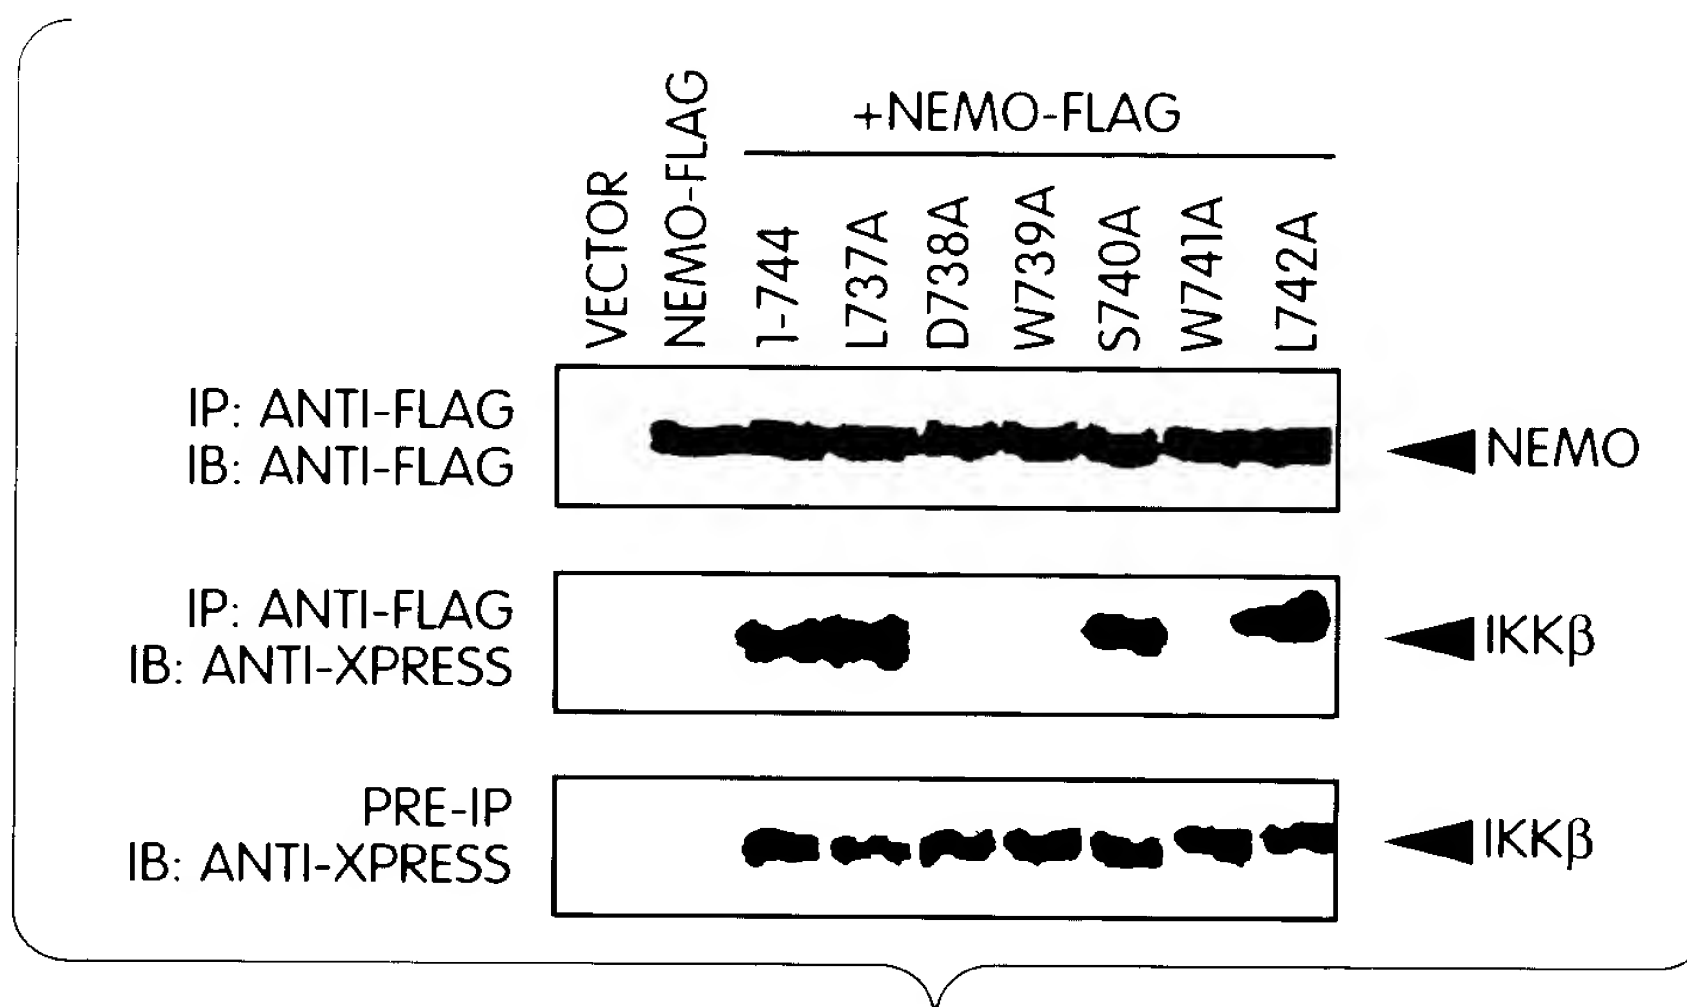 +NEMO-FLAG
VECTOR
NEMO-FLAG
1-744
L737A
D738A
W739A
S740A
W741A
L742A
IP: ANTI-FLAG
IB: ANTI-FLAG
NEMO
IP: ANTI-FLAG
IB: ANTI-XPRESS
IKKβ
PRE-IP
IB: ANTI-XPRESS
IKKβ